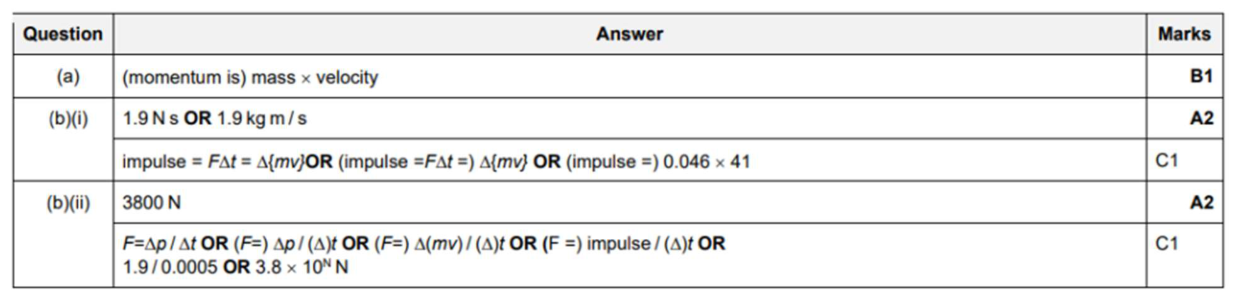 Question Answer Marks
(a) (momentum is) mass × velocity B1
(b)(i) 1.9 N s OR 1.9 kg m / s A2
impulse = FΔt = Δ{mv}OR (impulse =FΔt =) Δ{mv} OR (impulse =) 0.046 × 41 C1
(b)(ii) 3800 N A2
F=Δp / Δt OR (F=) Δp / (Δ)t OR (F=) Δ(mv) / (Δ)t OR (F =) impulse / (Δ)t OR C1
1.9 / 0.0005 OR 3.8 × 10ᴺ N